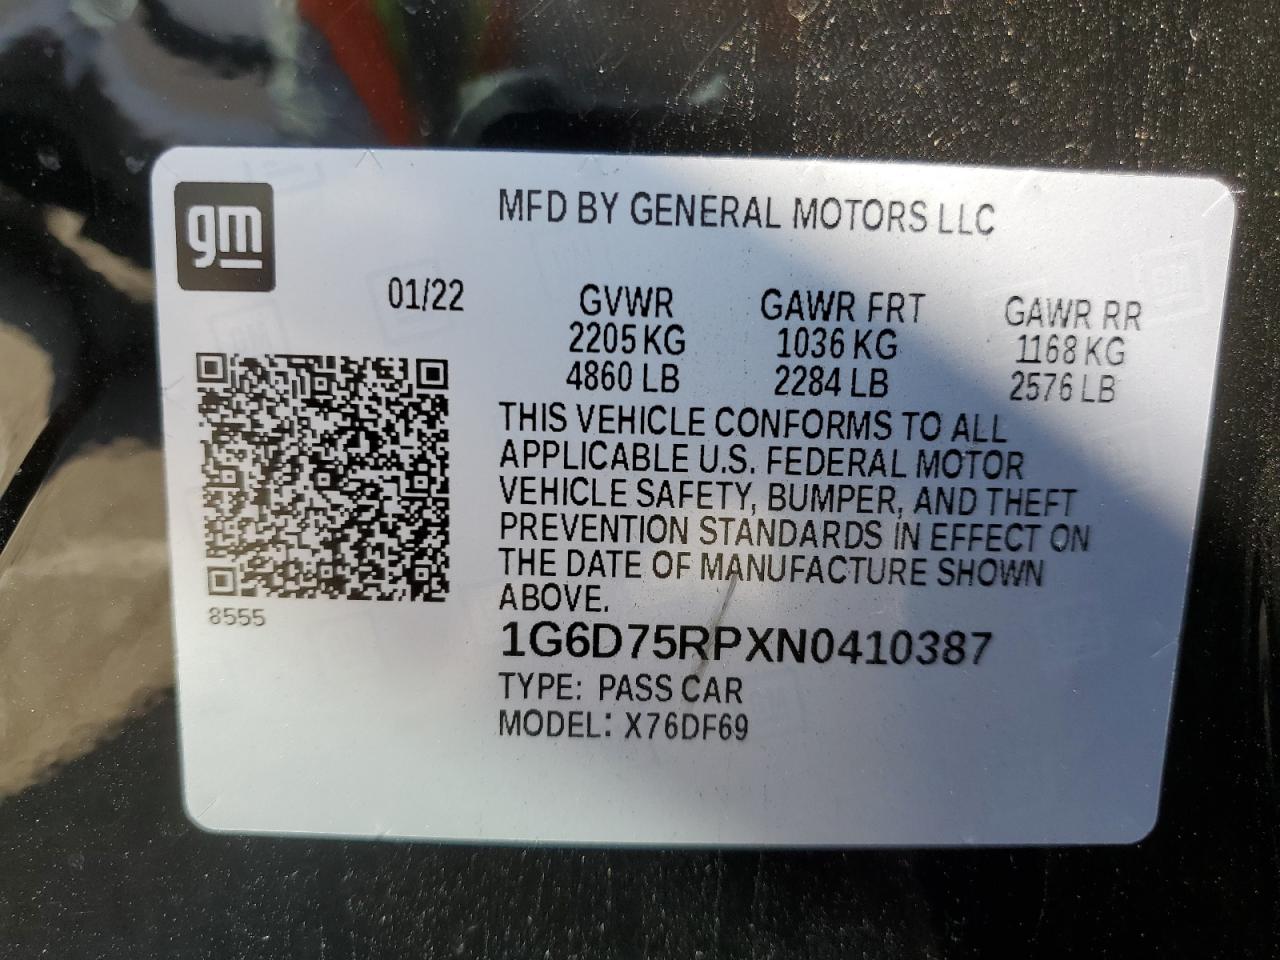 gm
MFD BY GENERAL MOTORS LLC
01/22
GVWR GAWR FRT GAWR RR
2205 KG 1036 KG 1168 KG
4860 LB 2284 LB 2576 LB
THIS VEHICLE CONFORMS TO ALL
APPLICABLE U.S. FEDERAL MOTOR
VEHICLE SAFETY, BUMPER, AND THEFT
PREVENTION STANDARDS IN EFFECT ON
THE DATE OF MANUFACTURE SHOWN
ABOVE.
8555
1G6D75RPXN0410387
TYPE: PASS CAR
MODEL: X76DF69